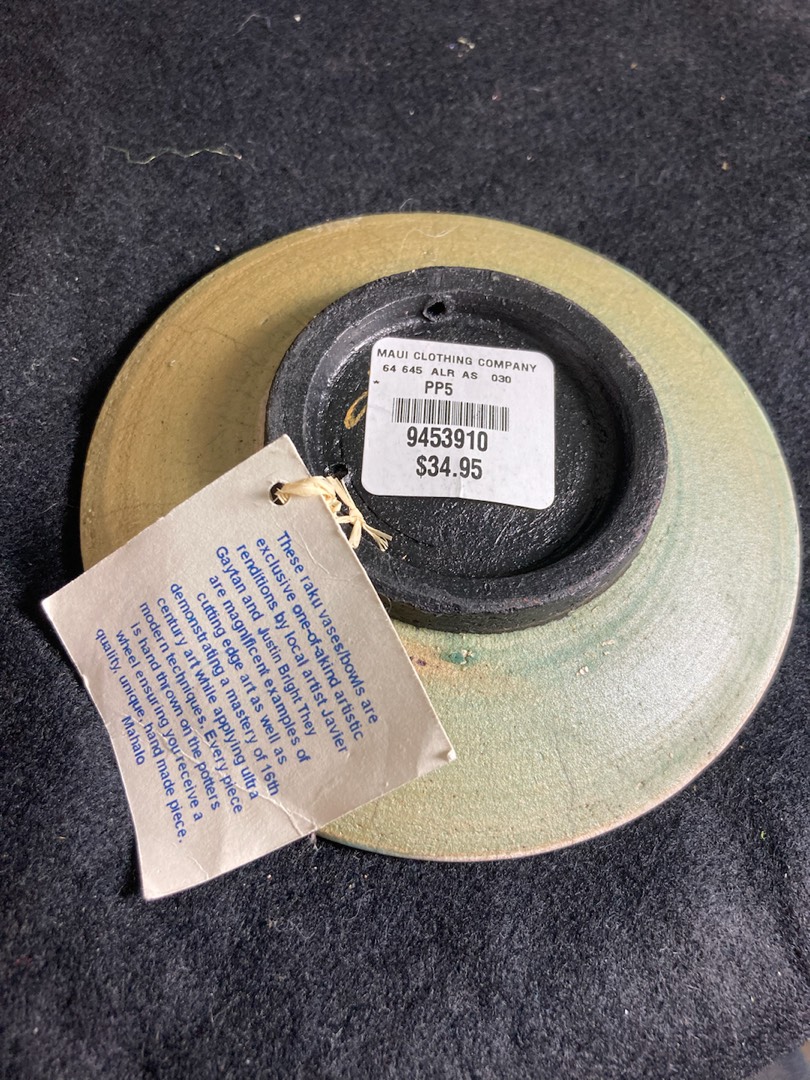 MAUI CLOTHING COMPANY
64 645 ALR AS 030
*
PP5
9453910
$34.95
These raku vases/bowls are
exclusive one-of-akind artistic
renditions by local artist Javier
Gaytan and Justin Bright They
are magnificent examples of
cutting edge art as well as
demonstrating a mastery of 16th
century art while applying ultra
modern techniques. Every piece
is hand thrown on the potters
wheel ensuring you receive a
quality, unique, hand made piece.
Mahalo